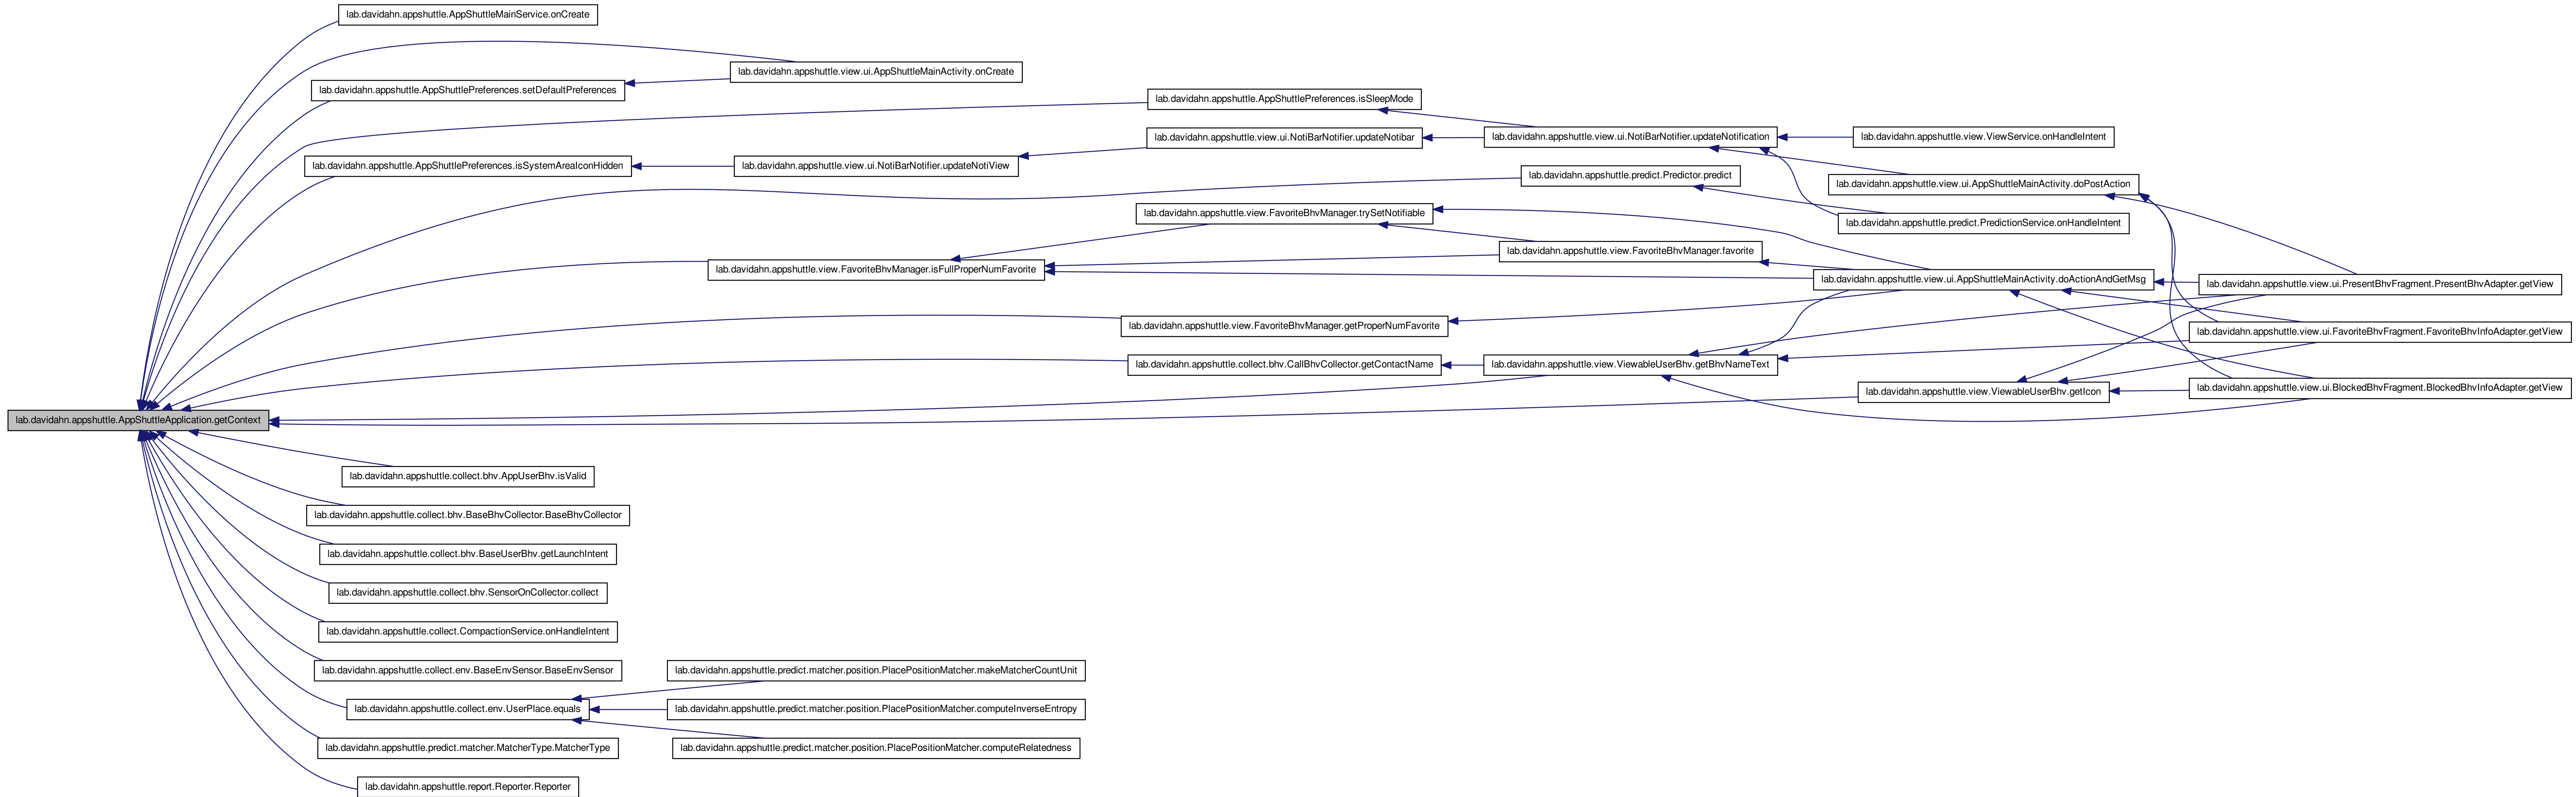 lab.davidahn.appshuttle.AppShuttleMainService.onCreate
lab.davidahn.appshuttle.view.ui.AppShuttleMainActivity.onCreate
lab.davidahn.appshuttle.AppShuttlePreferences.setDefaultPreferences
lab.davidahn.appshuttle.AppShuttlePreferences.isSleepMode
lab.davidahn.appshuttle.view.ui.NotiBarNotifier.updateNotibar
lab.davidahn.appshuttle.view.ui.NotiBarNotifier.updateNotification
lab.davidahn.appshuttle.view.ViewService.onHandleIntent
lab.davidahn.appshuttle.AppShuttlePreferences.isSystemAreaIconHidden
lab.davidahn.appshuttle.view.ui.NotiBarNotifier.updateNotiView
lab.davidahn.appshuttle.predict.Predictor.predict
lab.davidahn.appshuttle.view.ui.AppShuttleMainActivity.doPostAction
lab.davidahn.appshuttle.view.FavoriteBhvManager.trySetNotifiable
lab.davidahn.appshuttle.predict.PredictionService.onHandleIntent
lab.davidahn.appshuttle.view.FavoriteBhvManager.favorite
lab.davidahn.appshuttle.view.FavoriteBhvManager.isFullProperNumFavorite
lab.davidahn.appshuttle.view.ui.AppShuttleMainActivity.doActionAndGetMsg
lab.davidahn.appshuttle.view.ui.PresentBhvFragment.PresentBhvAdapter.getView
lab.davidahn.appshuttle.view.FavoriteBhvManager.getProperNumFavorite
lab.davidahn.appshuttle.view.ui.FavoriteBhvFragment.FavoriteBhvInfoAdapter.getView
lab.davidahn.appshuttle.collect.bhv.CallBhvCollector.getContactName
lab.davidahn.appshuttle.view.ViewableUserBhv.getBhvNameText
lab.davidahn.appshuttle.view.ViewableUserBhv.getIcon
lab.davidahn.appshuttle.view.ui.BlockedBhvFragment.BlockedBhvInfoAdapter.getView
lab.davidahn.appshuttle.AppShuttleApplication.getContext
lab.davidahn.appshuttle.collect.bhv.AppUserBhv.isValid
lab.davidahn.appshuttle.collect.bhv.BaseBhvCollector.BaseBhvCollector
lab.davidahn.appshuttle.collect.bhv.BaseUserBhv.getLaunchIntent
lab.davidahn.appshuttle.collect.bhv.SensorOnCollector.collect
lab.davidahn.appshuttle.collect.CompactionService.onHandleIntent
lab.davidahn.appshuttle.collect.env.BaseEnvSensor.BaseEnvSensor
lab.davidahn.appshuttle.predict.matcher.position.PlacePositionMatcher.makeMatcherCountUnit
lab.davidahn.appshuttle.collect.env.UserPlace.equals
lab.davidahn.appshuttle.predict.matcher.position.PlacePositionMatcher.computeInverseEntropy
lab.davidahn.appshuttle.predict.matcher.MatcherType.MatcherType
lab.davidahn.appshuttle.predict.matcher.position.PlacePositionMatcher.computeRelatedness
lab.davidahn.appshuttle.report.Reporter.Reporter